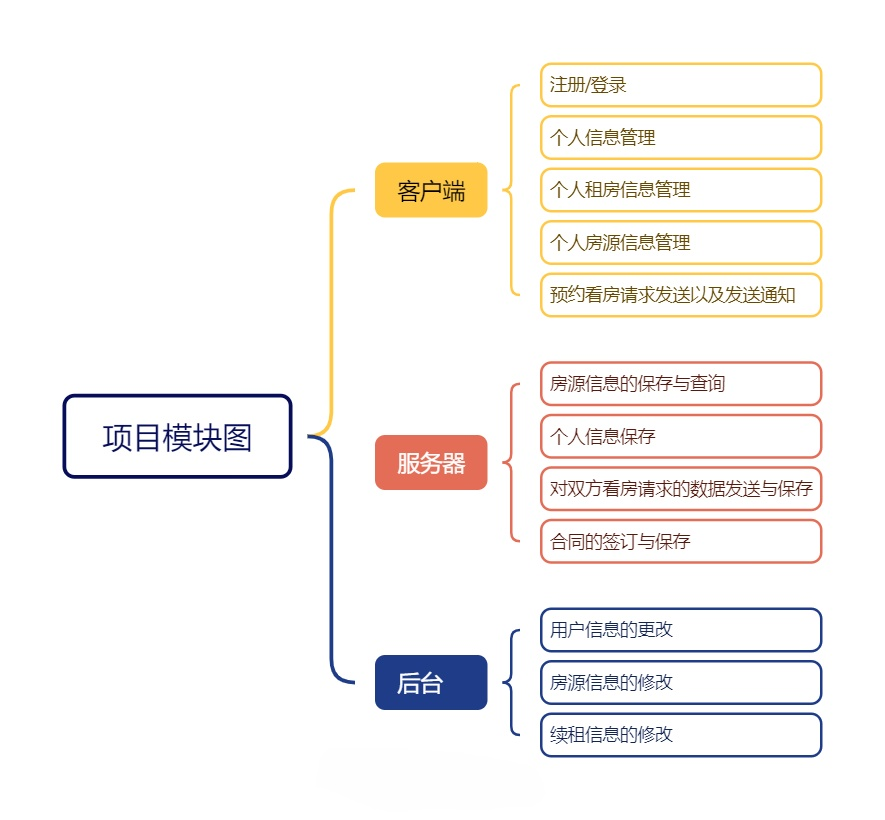 项目模块图
客户端
注册/登录
个人信息管理
个人租房信息管理
个人房源信息管理
预约看房请求发送以及发送通知
服务器
房源信息的保存与查询
个人信息保存
对双方看房请求的数据发送与保存
合同的签订与保存
后台
用户信息的更改
房源信息的修改
续租信息的修改